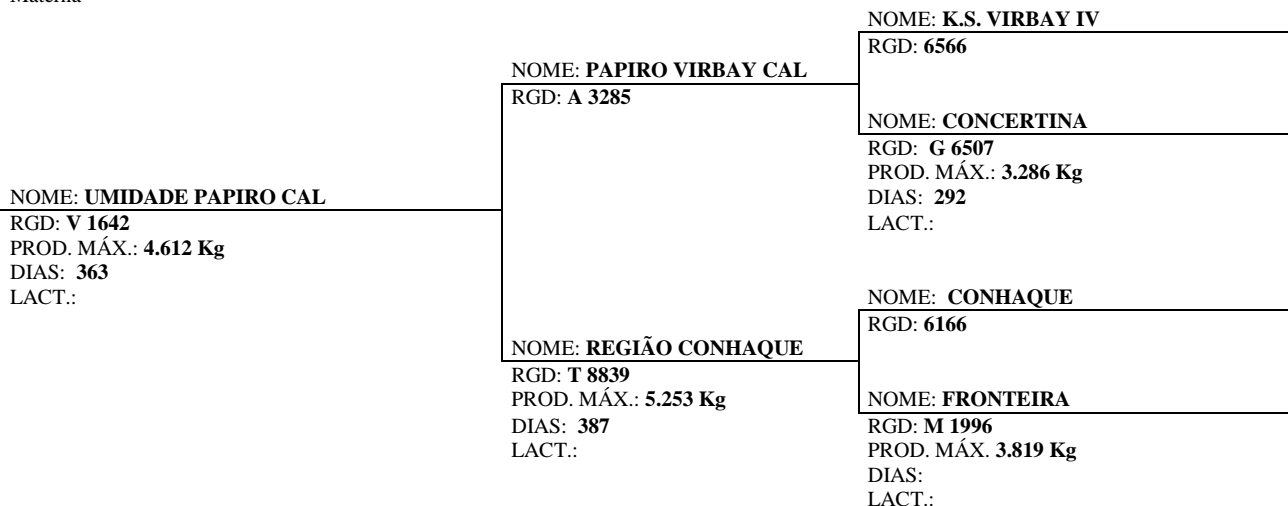 Materna
NOME: K.S. VIRBAY IV
RGD: 6566
NOME: PAPIRO VIRBAY CAL
RGD: A 3285
NOME: CONCERTINA
RGD: G 6507
PROD. MÁX.: 3.286 Kg
DIAS: 292
LACT.:
NOME: UMIDADE PAPIRO CAL
RGD: V 1642
PROD. MÁX.: 4.612 Kg
DIAS: 363
LACT.:
NOME: CONHAQUE
RGD: 6166
NOME: REGIÃO CONHAQUE
RGD: T 8839
PROD. MÁX.: 5.253 Kg
DIAS: 387
LACT.:
NOME: FRONTEIRA
RGD: M 1996
PROD. MÁX. 3.819 Kg
DIAS:
LACT.: